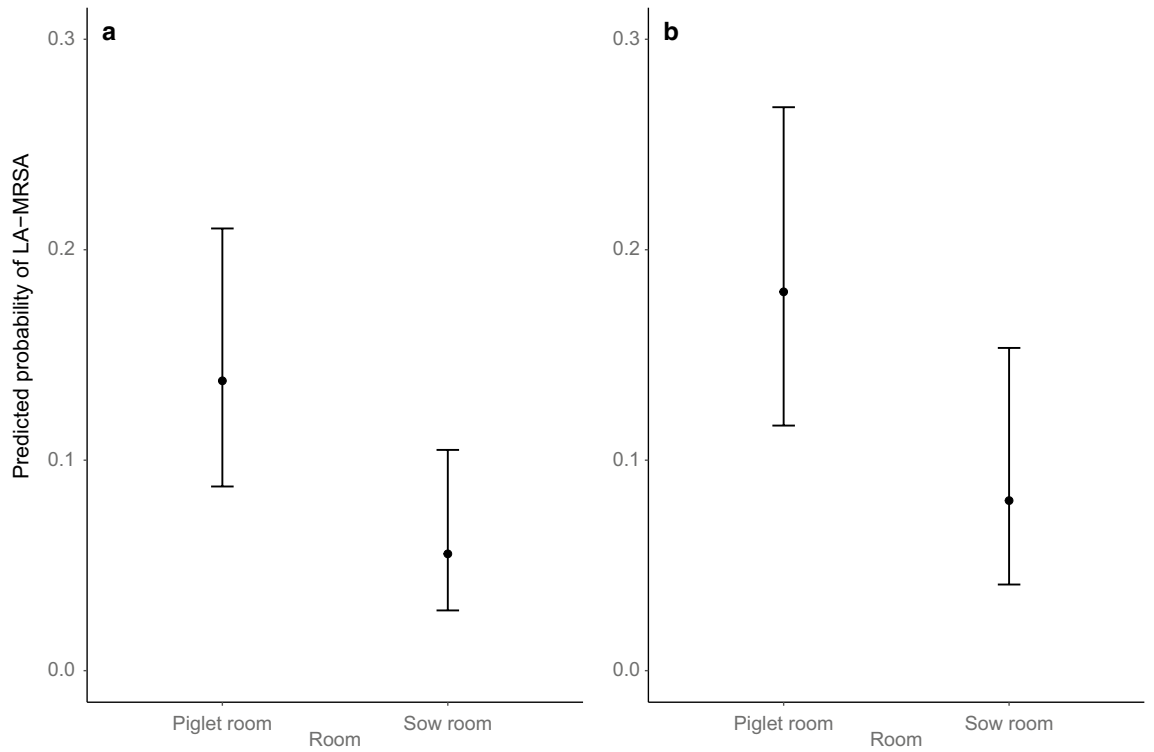 a
0.3
0.2
0.1
0.0
Predicted probability of LA−MRSA
Piglet room
Sow room
Room
b
0.3
0.2
0.1
0.0
Piglet room
Sow room
Room